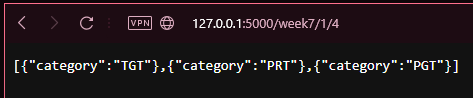 VPN 127.0.0.1:5000/week7/1/4
[{"category":"TGT"},{"category":"PRT"},{"category":"PGT"}]